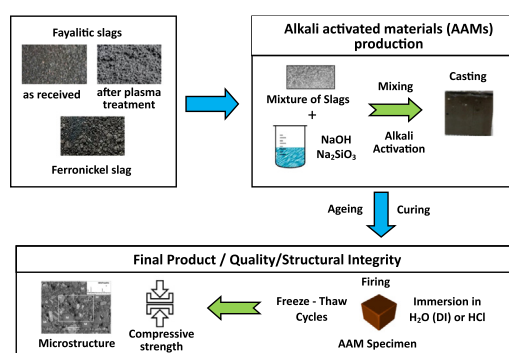 Fayalitic slags
as received
after plasma
treatment
Ferronickel slag
Alkali activated materials (AAMs)
production
Mixture of Slags
+
NaOH
Na₂SiO₃
Mixing
Alkali
Activation
Casting
Ageing
Curing
Final Product / Quality/Structural Integrity
Microstructure
Compressive
strength
Freeze - Thaw
Cycles
Firing
Immersion in
H₂O (DI) or HCl
AAM Specimen